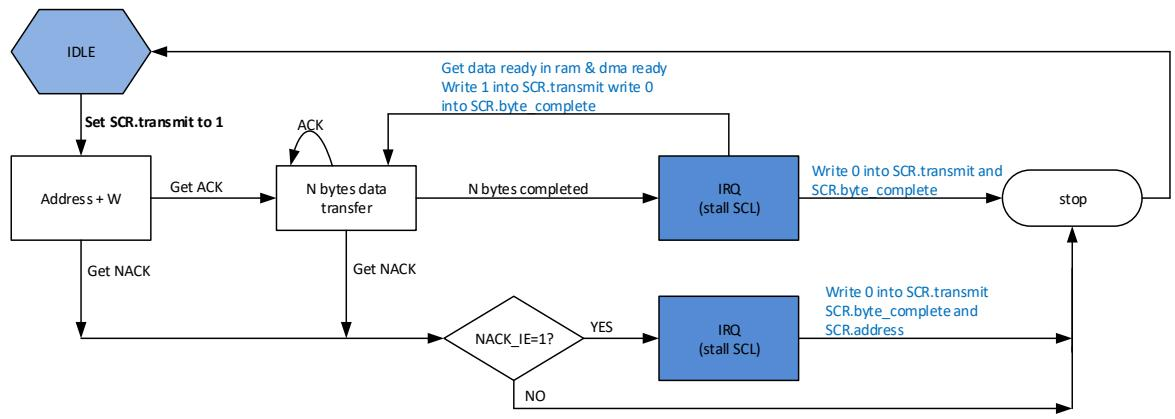 IDLE
Get data ready in ram & dma ready
Write 1 into SCR.transmit write 0
into SCR.byte_complete
Set SCR.transmit to 1
ACK
Address + W
Get ACK
N bytes data
transfer
N bytes completed
IRQ
(stall SCL)
Write 0 into SCR.transmit and
SCR.byte_complete
stop
Get NACK
Get NACK
NACK_IE=1?
YES
IRQ
(stall SCL)
Write 0 into SCR.transmit
SCR.byte_complete and
SCR.address
NO